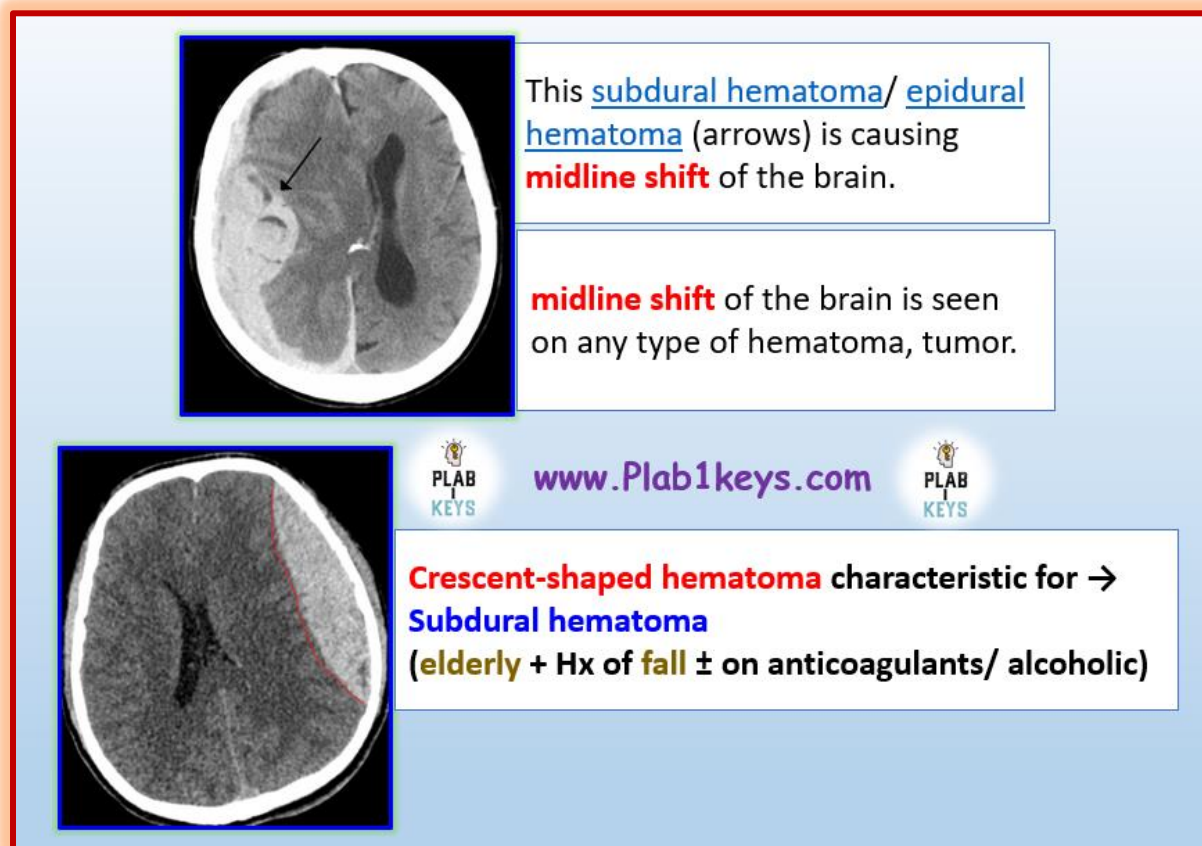 This subdural hematoma/ epidural
hematoma (arrows) is causing
midline shift of the brain.
midline shift of the brain is seen
on any type of hematoma, tumor.
PLAB
1
KEYS
www.Plab1keys.com
PLAB
1
KEYS
Crescent-shaped hematoma characteristic for →
Subdural hematoma
(elderly + Hx of fall ± on anticoagulants/ alcoholic)